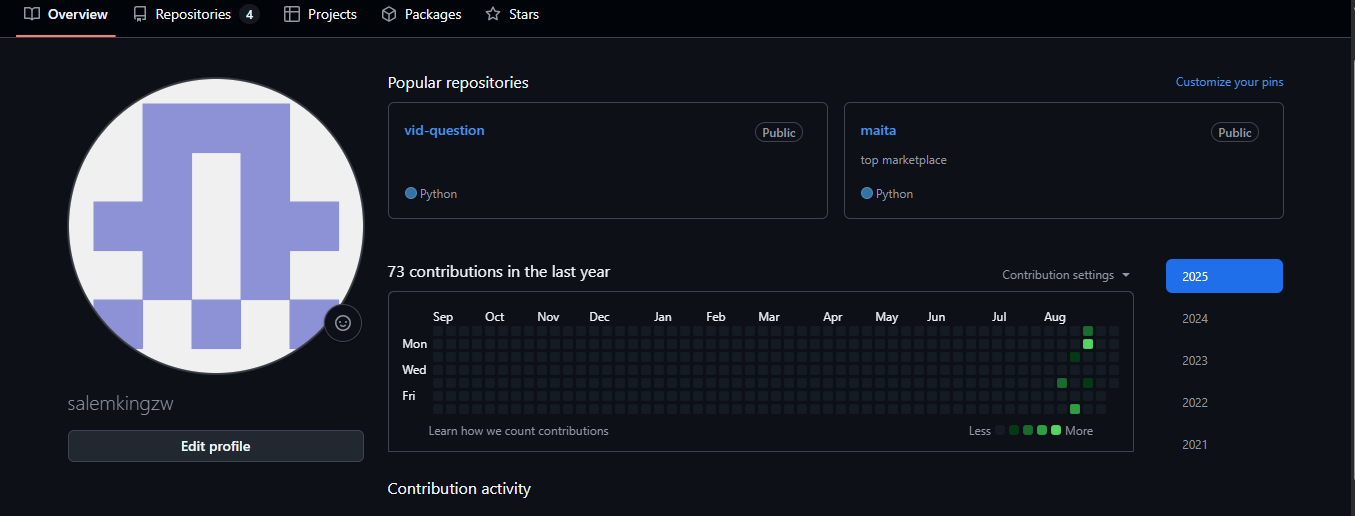 Overview Repositories 4 Projects Packages Stars
Popular repositories Customize your pins
vid-question Public
Python
maita Public
top marketplace
Python
73 contributions in the last year Contribution settings
Sep Oct Nov Dec Jan Feb Mar Apr May Jun Jul Aug
Mon
Wed
Fri
Learn how we count contributions Less More
2025
2024
2023
2022
2021
salemkingzw
Edit profile
Contribution activity